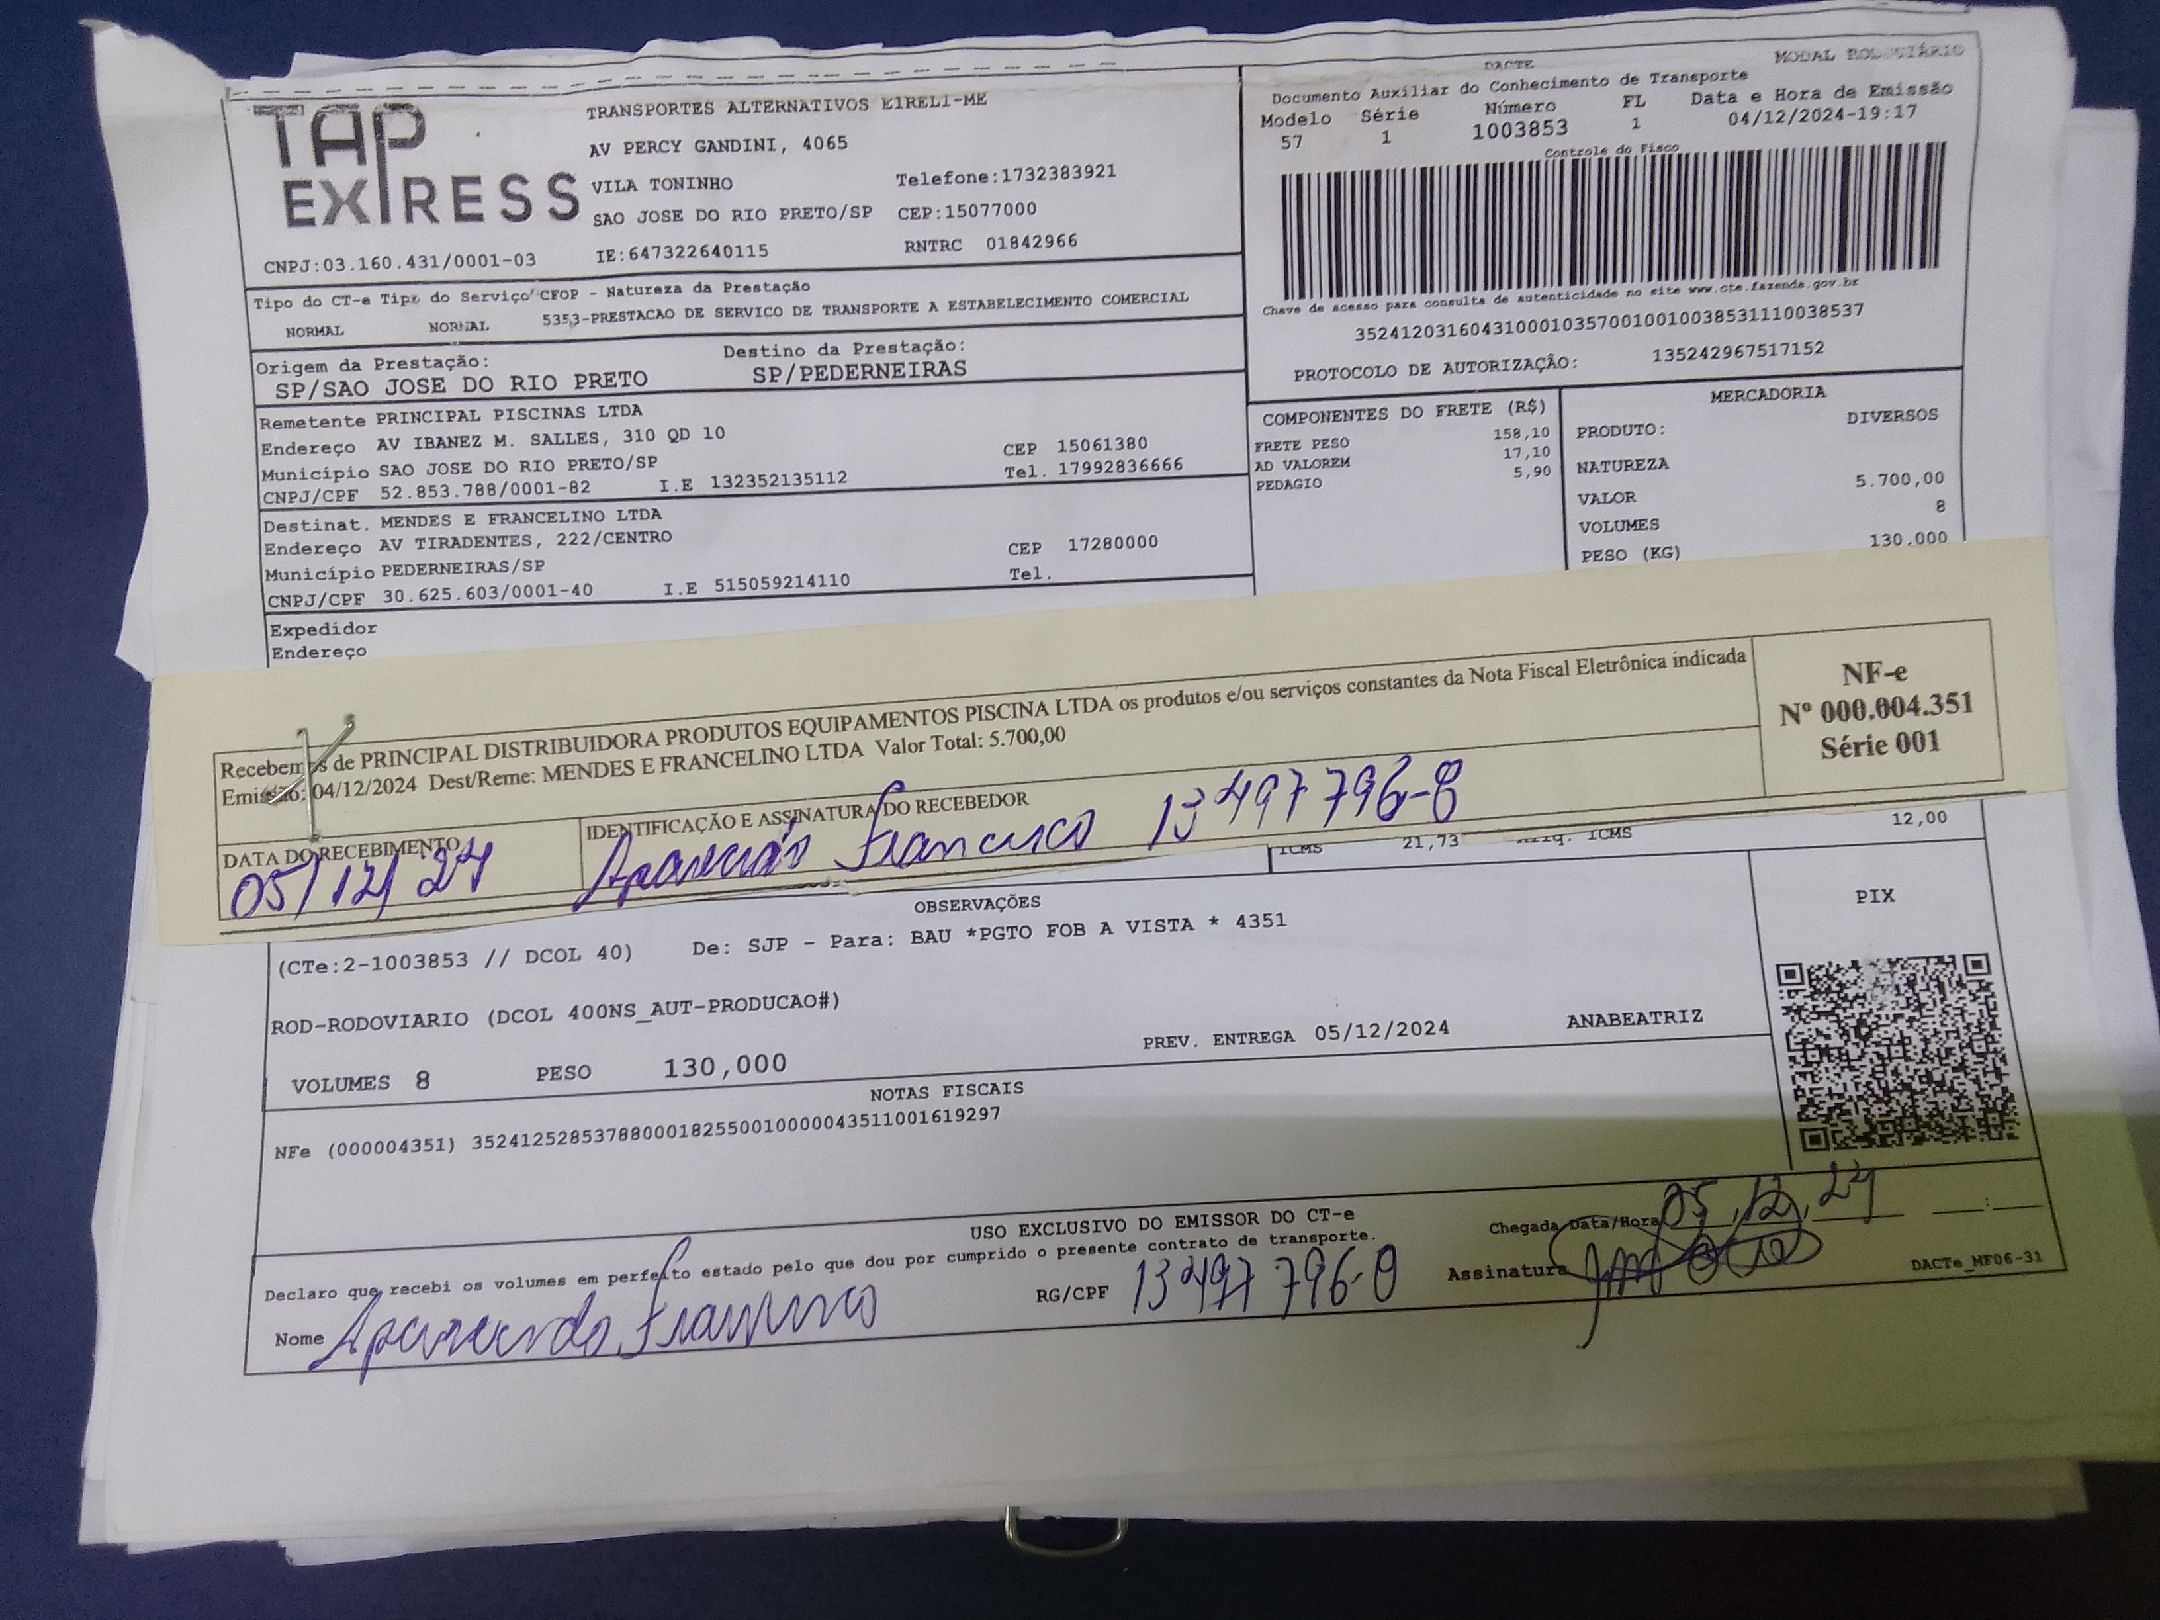 TAP EXPRESS
TRANSPORTES ALTERNATIVOS EIRELI-ME
AV PERCY GANDINI, 4065
VILA TONINHO Telefone:1732383921
SAO JOSE DO RIO PRETO/SP CEP:15077000
CNPJ:03.160.431/0001-03 IE:647322640115 RNTRC 01842966
DACTE MODAL RODOVIÁRIO
Documento Auxiliar do Conhecimento de Transporte
Modelo Série Número FL Data e Hora de Emissão
57 1 1003853 1 04/12/2024-19:17
Controle do Fisco
Chave de acesso para consulta de autenticidade no site www.cte.fazenda.gov.br
35241203160431000103570010010038531110038537
PROTOCOLO DE AUTORIZAÇÃO: 135242967517152
Tipo do CT-e Tipo do Serviço CFOP - Natureza da Prestação
NORMAL NORMAL 5353-PRESTACAO DE SERVICO DE TRANSPORTE A ESTABELECIMENTO COMERCIAL
Origem da Prestação: Destino da Prestação:
SP/SAO JOSE DO RIO PRETO SP/PEDERNEIRAS
Remetente PRINCIPAL PISCINAS LTDA
Endereço AV IBANEZ M. SALLES, 310 QD 10 CEP 15061380
Município SAO JOSE DO RIO PRETO/SP Tel. 17992836666
CNPJ/CPF 52.853.788/0001-82 I.E 132352135112
Destinat. MENDES E FRANCELINO LTDA
Endereço AV TIRADENTES, 222/CENTRO CEP 17280000
Município PEDERNEIRAS/SP Tel.
CNPJ/CPF 30.625.603/0001-40 I.E 515059214110
Expedidor
Endereço
COMPONENTES DO FRETE (R$)
FRETE PESO 158,10
AD VALOREM 17,10
PEDAGIO 5,90
MERCADORIA
PRODUTO: DIVERSOS
NATUREZA
VALOR 5.700,00
VOLUMES 8
PESO (KG) 130.000
Recebemos de PRINCIPAL DISTRIBUIDORA PRODUTOS EQUIPAMENTOS PISCINA LTDA os produtos e/ou serviços constantes da Nota Fiscal Eletrônica indicada
Emissão: 04/12/2024 Dest/Reme: MENDES E FRANCELINO LTDA Valor Total: 5.700,00
NF-e
Nº 000.004.351
Série 001
DATA DO RECEBIMENTO
05/12/24
IDENTIFICAÇÃO E ASSINATURA DO RECEBEDOR
Aparecido Francisco 13497796-8
ICMS 21,73 Aliq. ICMS 12,00
OBSERVAÇÕES
(CTe:2-1003853 // DCOL 40) De: SJP - Para: BAU *PGTO FOB A VISTA * 4351
ROD-RODOVIARIO (DCOL 400NS_AUT-PRODUCAO#)
PREV. ENTREGA 05/12/2024 ANABEATRIZ
VOLUMES 8 PESO 130,000
PIX
NOTAS FISCAIS
NFe (000004351) 35241252853788000182550010000043511001619297
USO EXCLUSIVO DO EMISSOR DO CT-e
Declaro que recebi os volumes em perfeito estado pelo que dou por cumprido o presente contrato de transporte.
Chegada Data/Hora 05,12,24 :
Nome Aparecido Francisco RG/CPF 13497796-8 Assinatura
DACTe_MF06-31